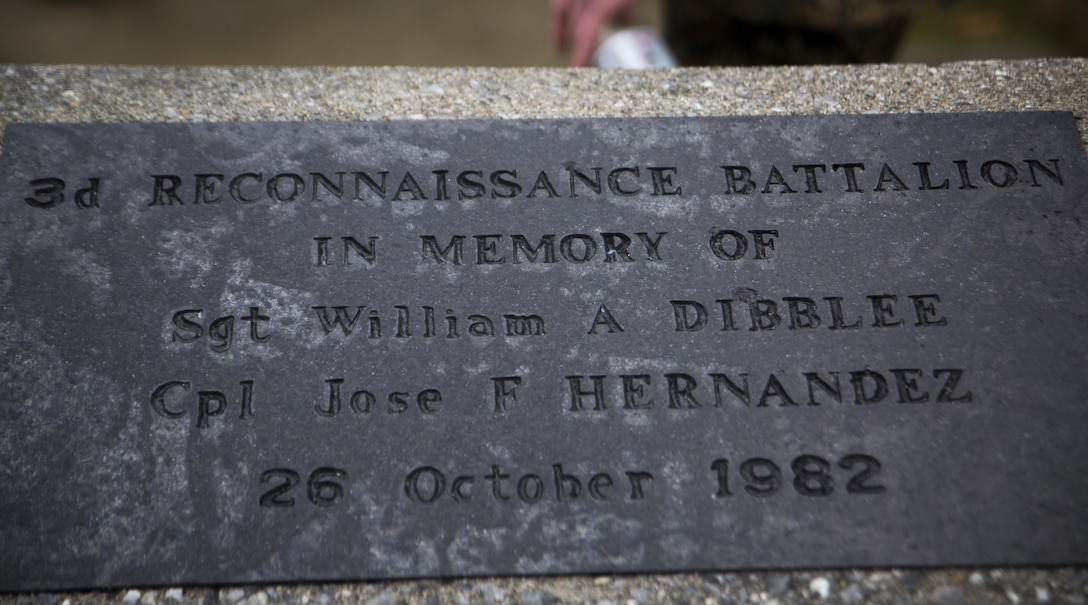 3d RECONNAISSANCE BATTALION
IN MEMORY OF
Sgt William A DIBBLEE
Cpl Jose F HERNANDEZ
26 October 1982